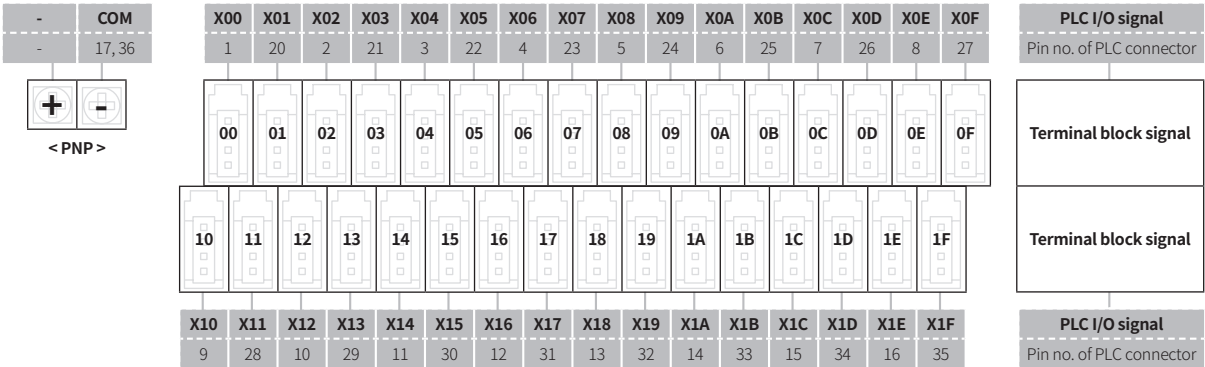 - COM X00 X01 X02 X03 X04 X05 X06 X07 X08 X09 X0A X0B X0C X0D X0E X0F PLC I/O signal
- 17, 36 1 20 2 21 3 22 4 23 5 24 6 25 7 26 8 27 Pin no. of PLC connector
+ -
00 01 02 03 04 05 06 07 08 09 0A 0B 0C 0D 0E 0F Terminal block signal
< PNP >
10 11 12 13 14 15 16 17 18 19 1A 1B 1C 1D 1E 1F Terminal block signal
X10 X11 X12 X13 X14 X15 X16 X17 X18 X19 X1A X1B X1C X1D X1E X1F PLC I/O signal
9 28 10 29 11 30 12 31 13 32 14 33 15 34 16 35 Pin no. of PLC connector